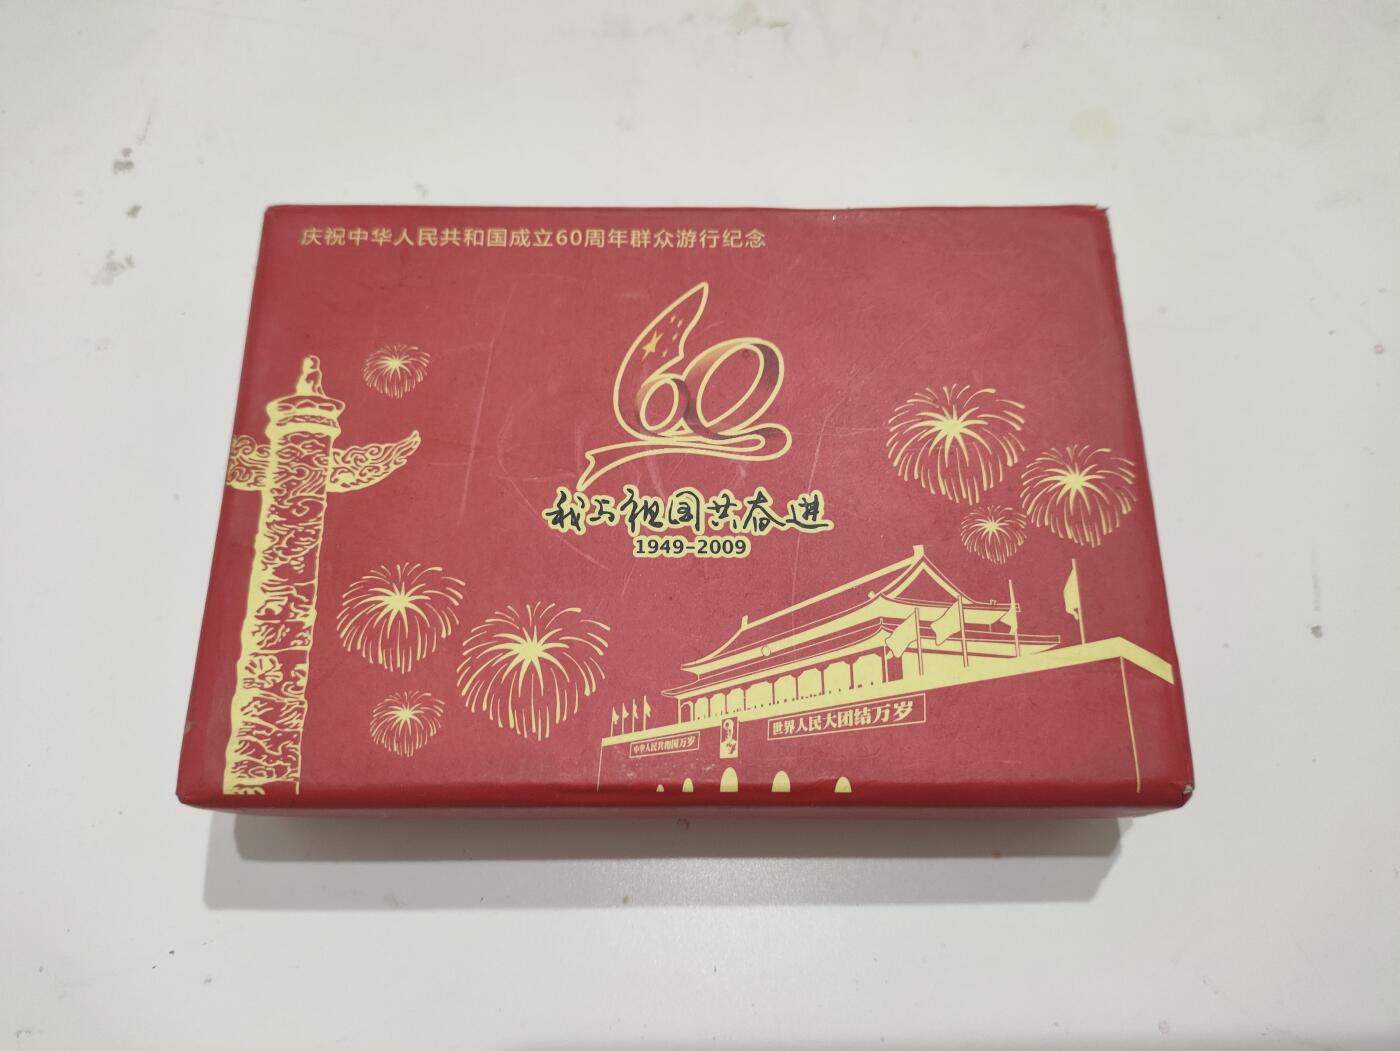 庆祝中华人民共和国成立60周年群众游行纪念
60
我与祖国共奋进
1949-2009
中华人民共和国万岁
世界人民大团结万岁